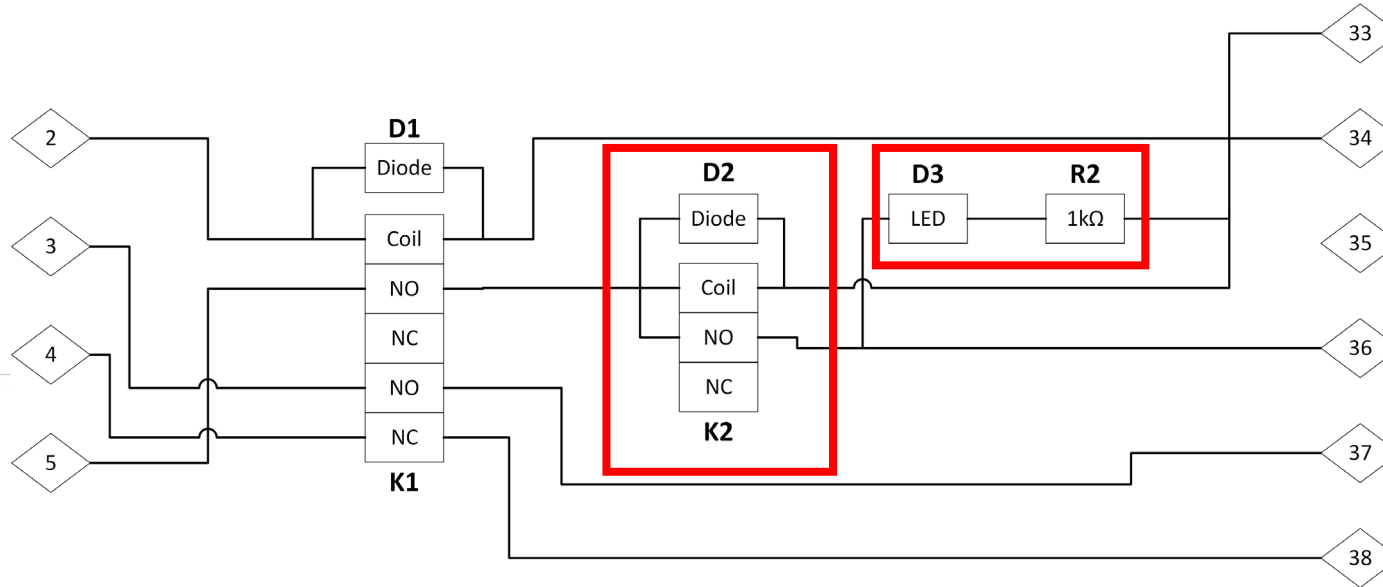 33
2
34
D1
Diode
D2
D3
R2
Diode
LED
1kΩ
Coil
3
35
NO
Coil
NC
NO
4
36
NO
NC
NC
K2
5
37
K1
38